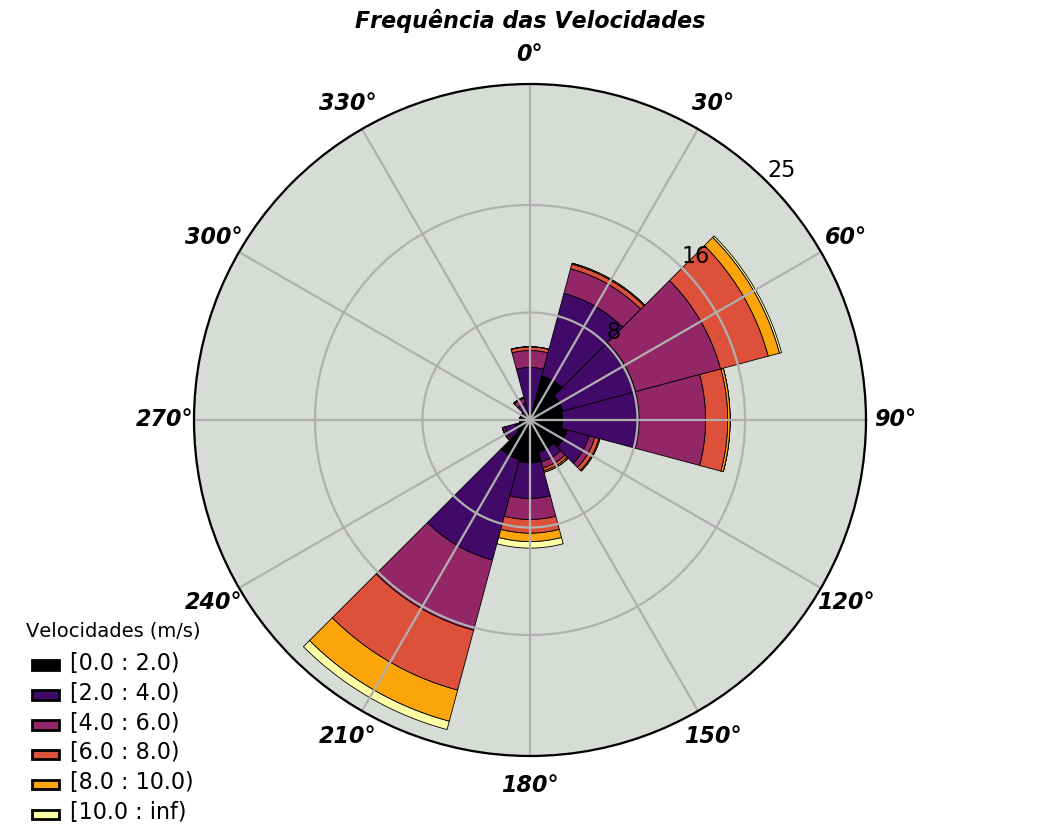 Frequência das Velocidades
0°
330°
30°
25
300°
60°
16
8
270°
90°
240°
120°
210°
150°
180°
Velocidades (m/s)
[0.0 : 2.0)
[2.0 : 4.0)
[4.0 : 6.0)
[6.0 : 8.0)
[8.0 : 10.0)
[10.0 : inf)